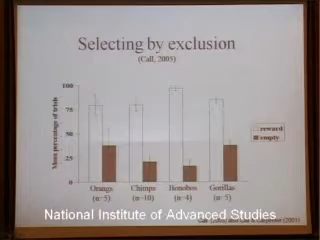 Selecting by exclusion
(Call, 2005)
100
75
50
25
0
Mean percentage of trials
reward
empty
Orangs Chimps Bonobos Gorillas
(n=5) (n=10) (n=4) (n=5)
National Institute of Advanced Studies